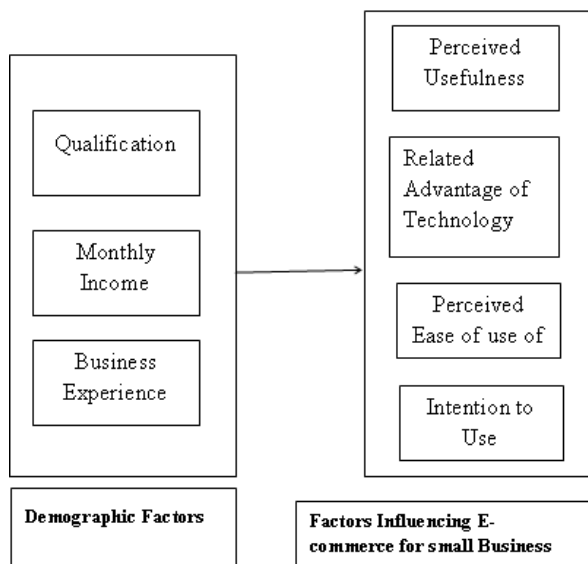 Qualification
Monthly
Income
Business
Experience
Demographic Factors
Perceived
Usefulness
Related
Advantage of
Technology
Perceived
Ease of use of
Intention to
Use
Factors Influencing E-
commerce for small Business